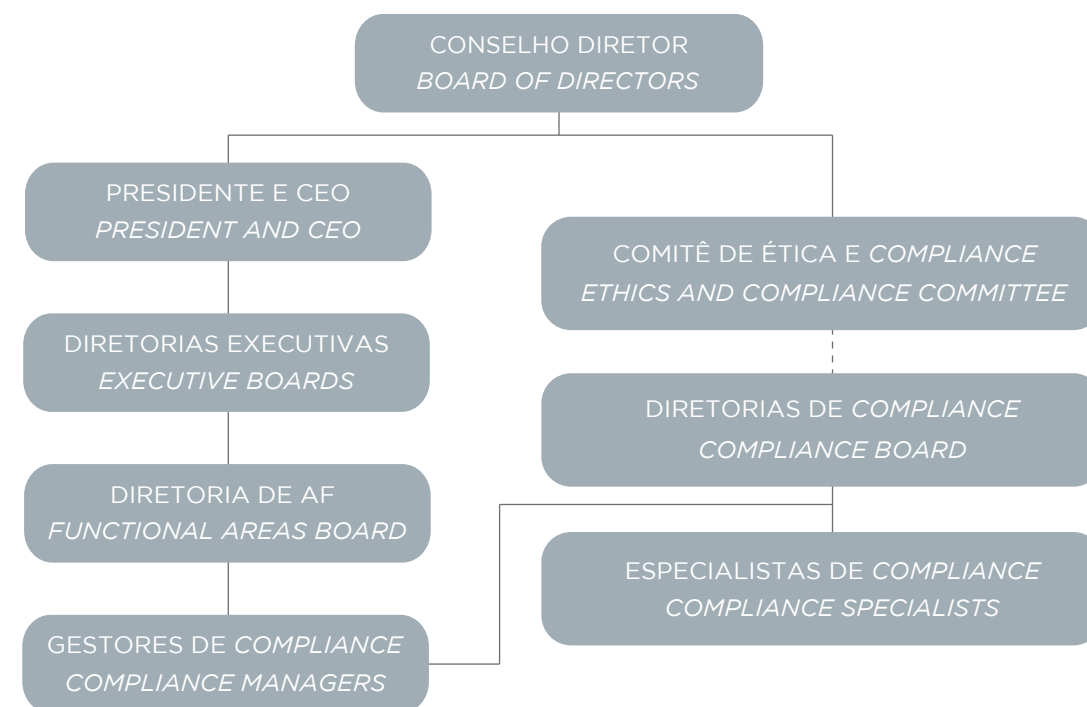 CONSELHO DIRETOR
BOARD OF DIRECTORS
PRESIDENTE E CEO
PRESIDENT AND CEO
DIRETORIAS EXECUTIVAS
EXECUTIVE BOARDS
DIRETORIA DE AF
FUNCTIONAL AREAS BOARD
GESTORES DE COMPLIANCE
COMPLIANCE MANAGERS
COMITÊ DE ÉTICA E COMPLIANCE
ETHICS AND COMPLIANCE COMMITTEE
DIRETORIAS DE COMPLIANCE
COMPLIANCE BOARD
ESPECIALISTAS DE COMPLIANCE
COMPLIANCE SPECIALISTS